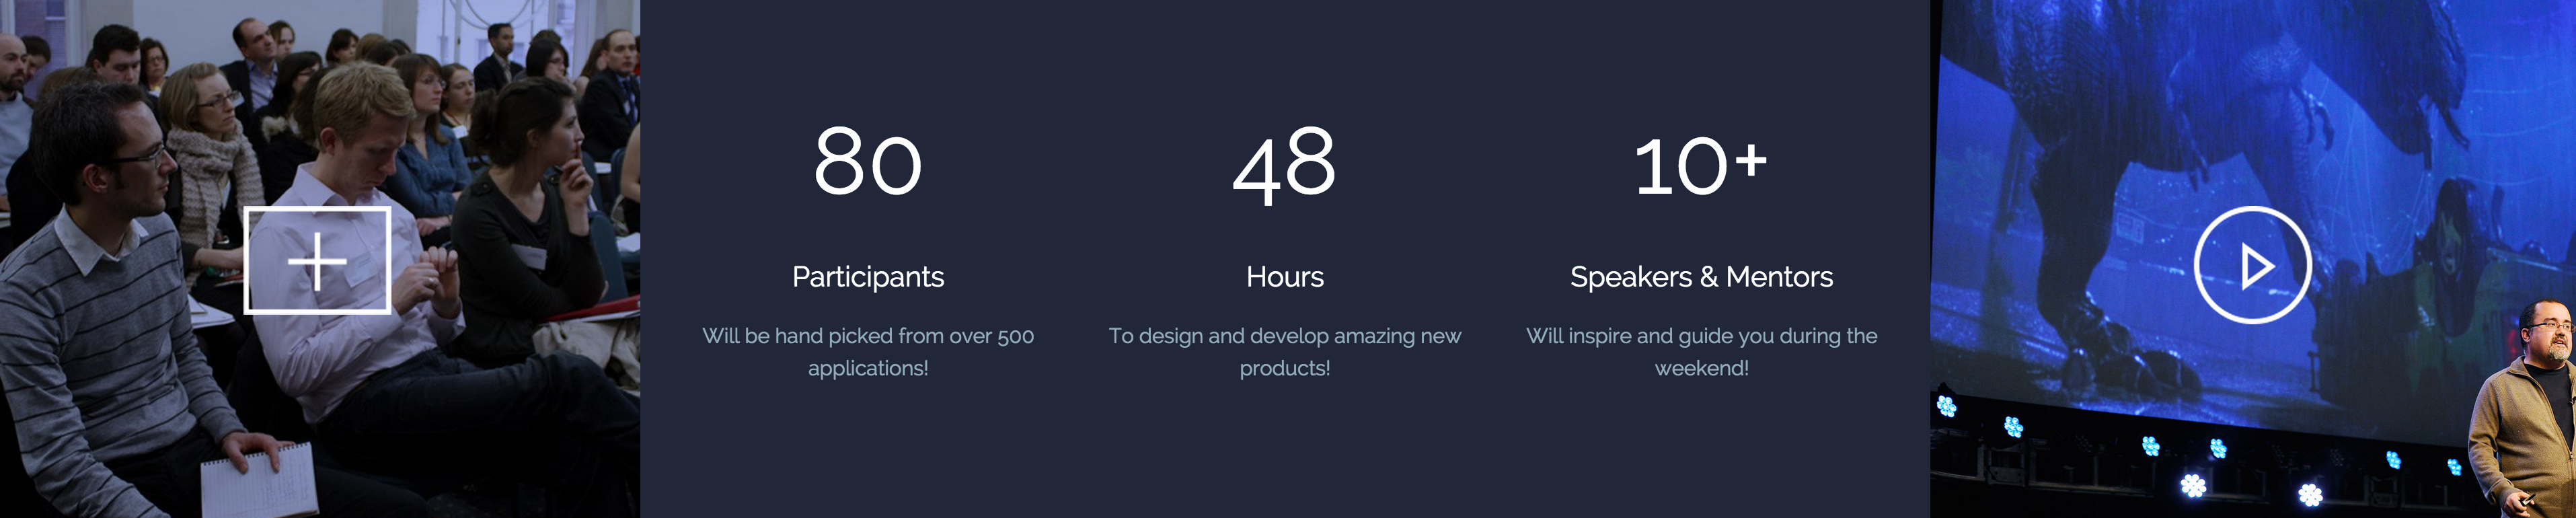 80
Participants
Will be hand picked from over 500
applications!
48
Hours
To design and develop amazing new
products!
10+
Speakers & Mentors
Will inspire and guide you during the
weekend!